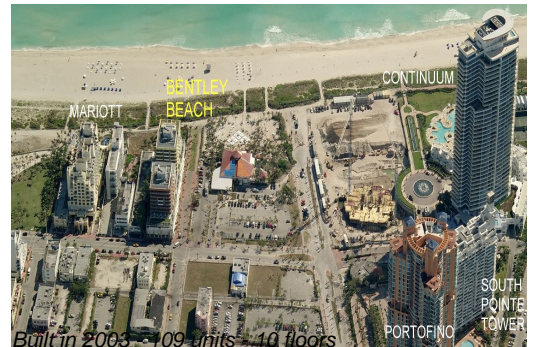 CONTINUUM
BENTLEY
BEACH
MARIOTT
SOUTH
POINTE
TOWER
PORTOFINO
Built in 2003 - 109 units - 10 floors